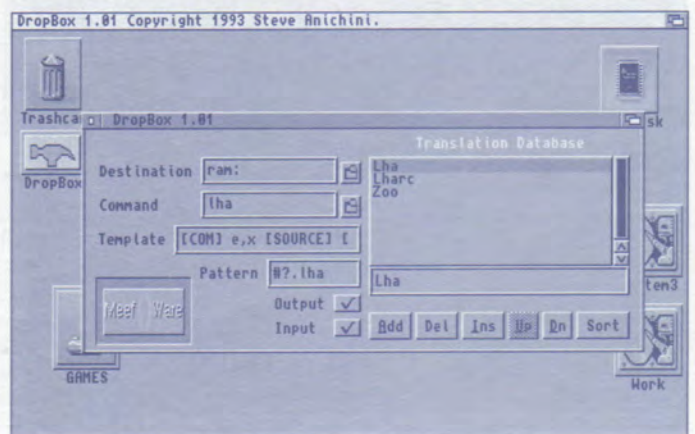 DropBox 1.01 Copyright 1993 Steve Anichini.
Trashca
sk
DropBox 1.01
Translation Database
DropBox
Destination ram:
Command lha
Template [COM] e,x [SOURCE] [
Pattern #?.lha
Output
Input
Lha
Lharc
Zoo
Lha
Meef Ware
Add Del Ins Up Dn Sort
tem3
GAMES
Work